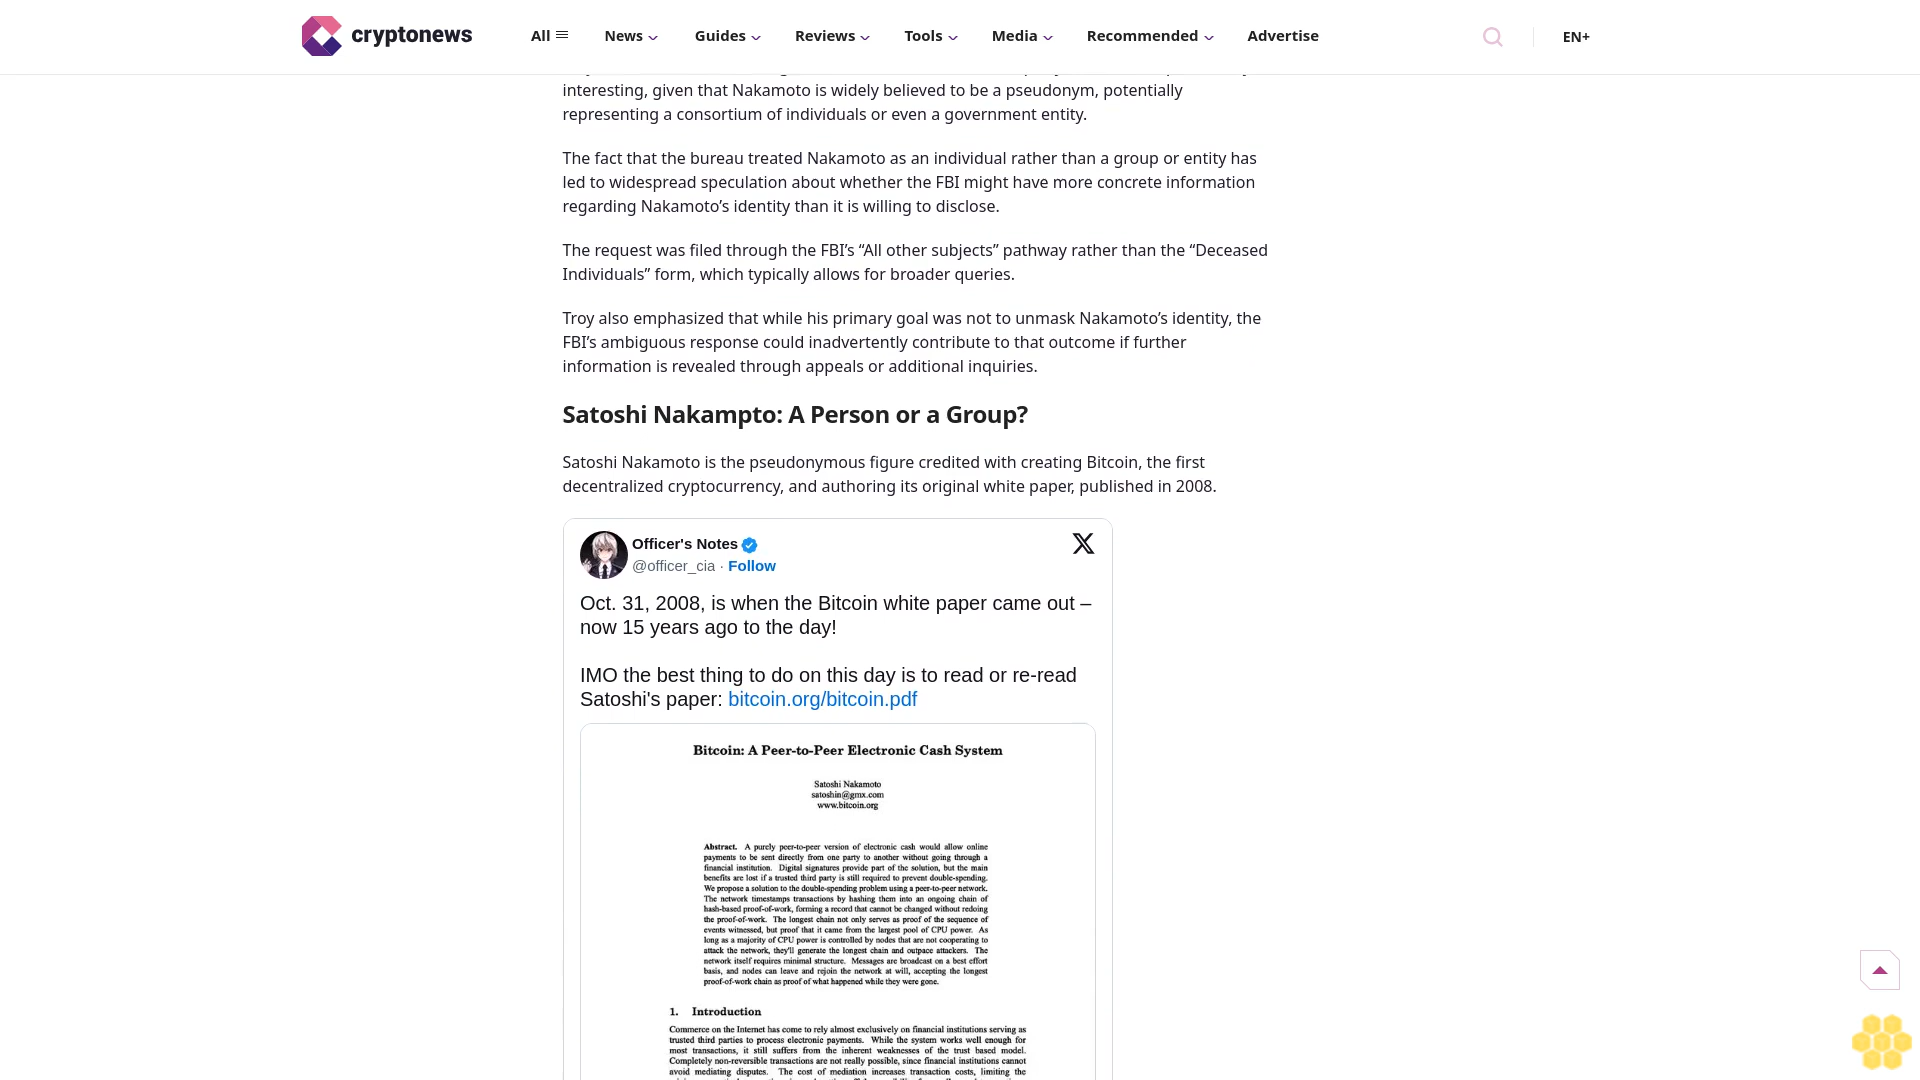 cryptonews
All
News
Guides
Reviews
Tools
Media
Recommended
Advertise
EN+
interesting, given that Nakamoto is widely believed to be a pseudonym, potentially
representing a consortium of individuals or even a government entity.
The fact that the bureau treated Nakamoto as an individual rather than a group or entity has
led to widespread speculation about whether the FBI might have more concrete information
regarding Nakamoto’s identity than it is willing to disclose.
The request was filed through the FBI’s “All other subjects” pathway rather than the “Deceased
Individuals” form, which typically allows for broader queries.
Troy also emphasized that while his primary goal was not to unmask Nakamoto’s identity, the
FBI’s ambiguous response could inadvertently contribute to that outcome if further
information is revealed through appeals or additional inquiries.
Satoshi Nakampto: A Person or a Group?
Satoshi Nakamoto is the pseudonymous figure credited with creating Bitcoin, the first
decentralized cryptocurrency, and authoring its original white paper, published in 2008.
Officer's Notes
@officer_cia · Follow
Oct. 31, 2008, is when the Bitcoin white paper came out –
now 15 years ago to the day!
IMO the best thing to do on this day is to read or re-read
Satoshi's paper: bitcoin.org/bitcoin.pdf
Bitcoin: A Peer-to-Peer Electronic Cash System
Satoshi Nakamoto
satoshin@gmx.com
www.bitcoin.org
Abstract. A purely peer-to-peer version of electronic cash would allow online
payments to be sent directly from one party to another without going through a
financial institution. Digital signatures provide part of the solution, but the main
benefits are lost if a trusted third party is still required to prevent double-spending.
We propose a solution to the double-spending problem using a peer-to-peer network.
The network timestamps transactions by hashing them into an ongoing chain of
hash-based proof-of-work, forming a record that cannot be changed without redoing
the proof-of-work. The longest chain not only serves as proof of the sequence of
events witnessed, but proof that it came from the largest pool of CPU power. As
long as a majority of CPU power is controlled by nodes that are not cooperating to
attack the network, they'll generate the longest chain and outpace attackers. The
network itself requires minimal structure. Messages are broadcast on a best effort
basis, and nodes can leave and rejoin the network at will, accepting the longest
proof-of-work chain as proof of what happened while they were gone.
1. Introduction
Commerce on the Internet has come to rely almost exclusively on financial institutions serving as
trusted third parties to process electronic payments. While the system works well enough for
most transactions, it still suffers from the inherent weaknesses of the trust based model.
Completely non-reversible transactions are not really possible, since financial institutions cannot
avoid mediating disputes. The cost of mediation increases transaction costs, limiting the